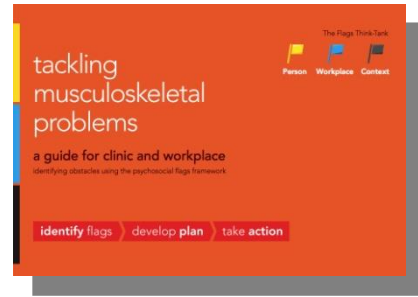 The Flags Think-Tank
Person Workplace Context
tackling
musculoskeletal
problems
a guide for clinic and workplace
identifying obstacles using the psychosocial flags framework
identify flags develop plan take action